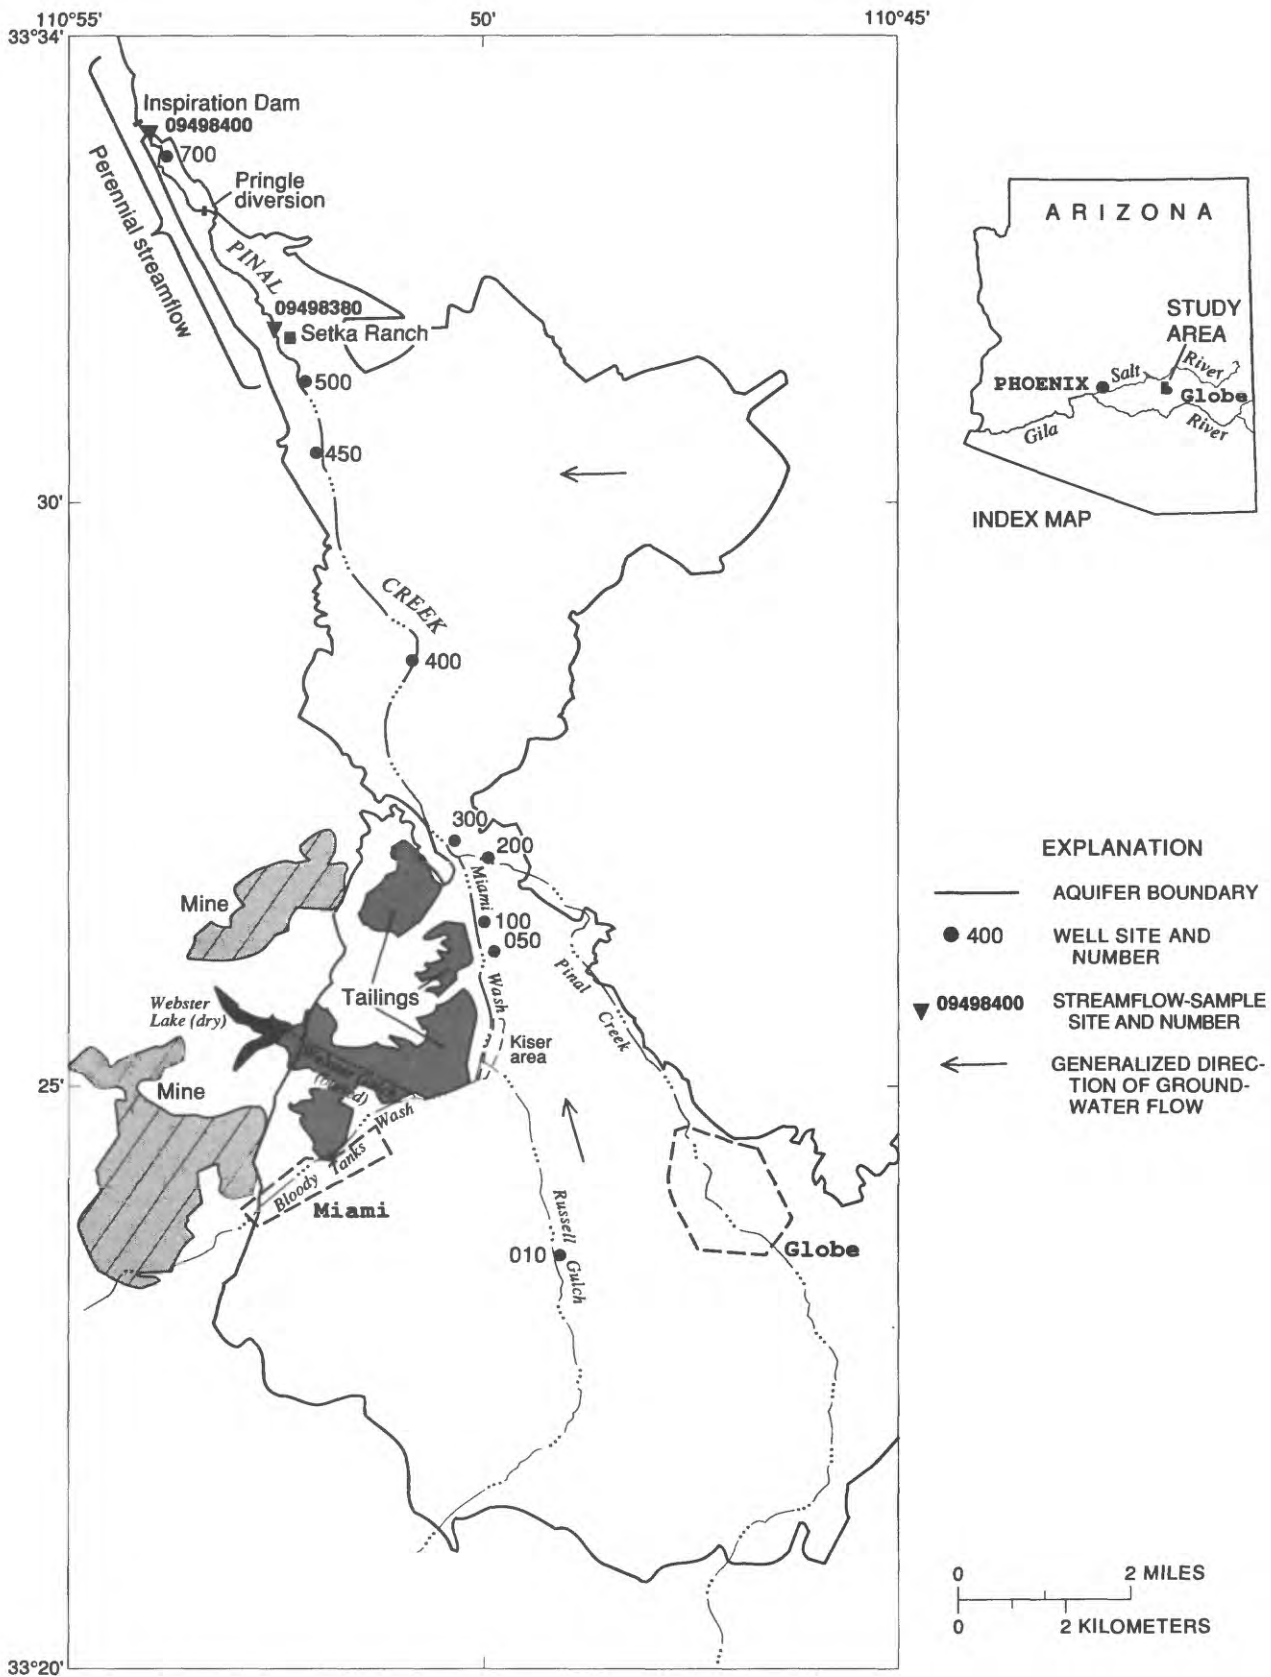 110°55'
50'
110°45'
33°34'
Inspiration Dam
09498400
700
Pringle
diversion
Perennial streamflow
PINAL
09498380
Setka Ranch
500
450
30'
CREEK
400
300
200
Miami
100
050
Wash
Mine
Tailings
Webster
Lake (dry)
Kiser
area
Pinal
Creek
25'
Mine
Wash
Bloody Tanks
Miami
Russell
Gulch
010
Globe
33°20'
ARIZONA
STUDY
AREA
PHOENIX
Salt
River
Globe
Gila
River
INDEX MAP
EXPLANATION
AQUIFER BOUNDARY
400
WELL SITE AND
NUMBER
09498400
STREAMFLOW-SAMPLE
SITE AND NUMBER
GENERALIZED DIREC-
TION OF GROUND-
WATER FLOW
0
2 MILES
0
2 KILOMETERS